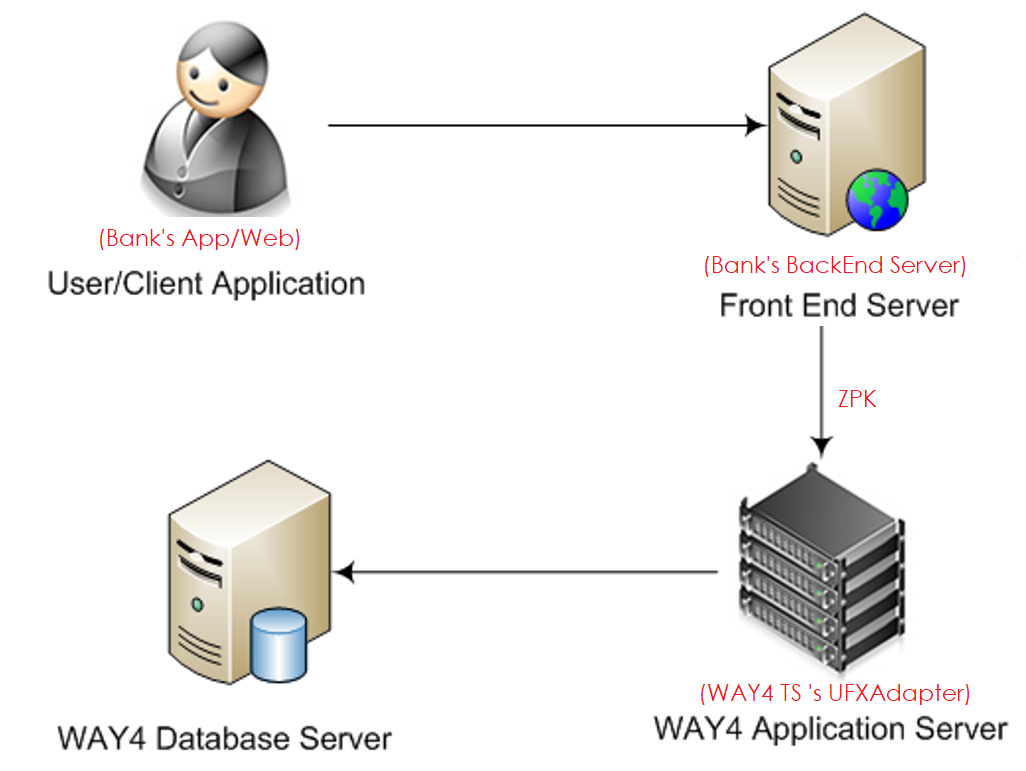 (Bank's App/Web)
User/Client Application
(Bank's BackEnd Server)
Front End Server
ZPK
(WAY4 TS 's UFXAdapter)
WAY4 Application Server
WAY4 Database Server